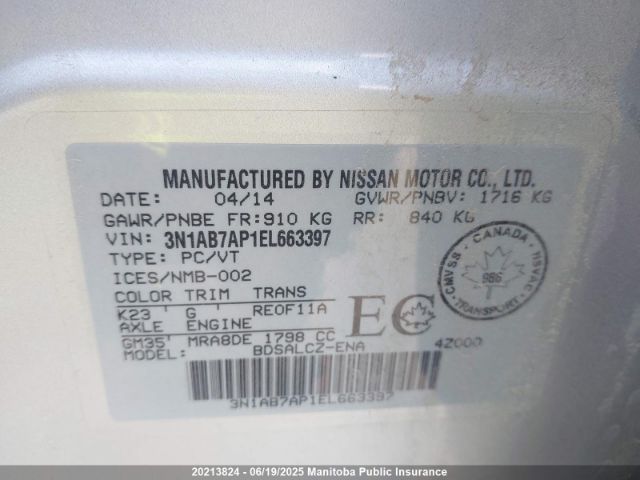 MANUFACTURED BY NISSAN MOTOR CO., LTD.
DATE: 04/14 GVWR/PNBV: 1716 KG
GAWR/PNBE FR:910 KG RR: 840 KG
VIN: 3N1AB7AP1EL663397
TYPE: PC/VT
ICES/NMB-002
COLOR TRIM TRANS
K23 G REOF11A
AXLE ENGINE
GM35 MRA8DE 1798 CC
MODEL: BDSALCZ-ENA 4Z000
EC
CANADA
CMVSS HSVAC
986
TRANSPORT
3N1AB7AP1EL663397
20213824 - 06/19/2025 Manitoba Public Insurance